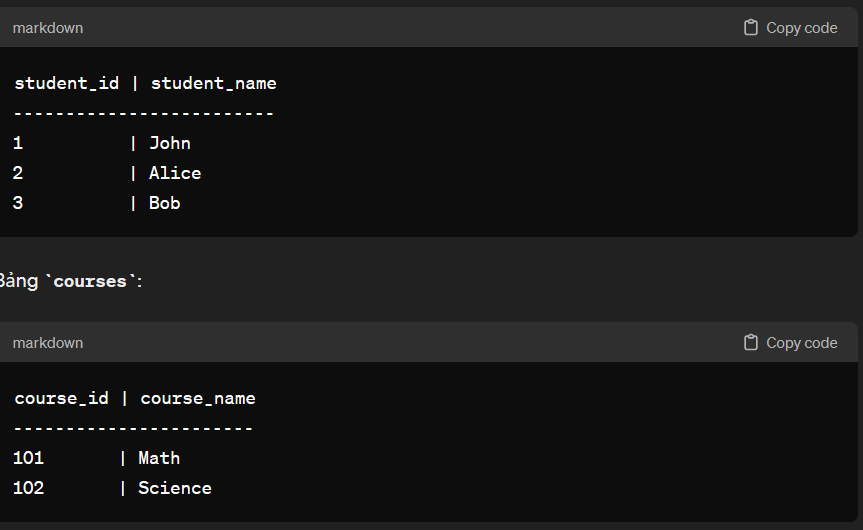 markdown
Copy code
student_id | student_name
-------------------------
1 | John
2 | Alice
3 | Bob
Bảng `courses`:
markdown
Copy code
course_id | course_name
-----------------------
101 | Math
102 | Science